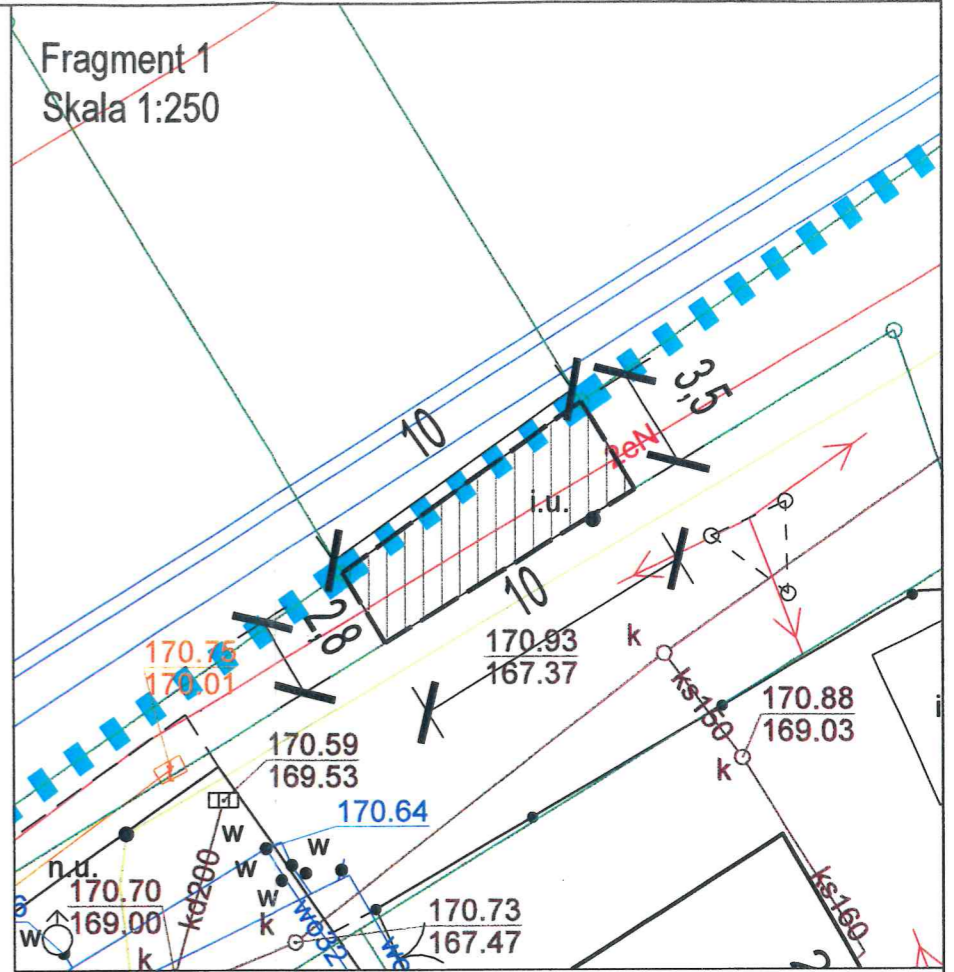 Fragment 1
Skala 1:250
10
3,5
2eN
i.u.
10
2,8
170.75
170.01
170.93
167.37
k
ks150
170.88
169.03
k
170.59
169.53
170.64
w
w
w
w
n.u.
170.70
169.00
kd200
w
k
k
wo32
170.73
167.47
ks160